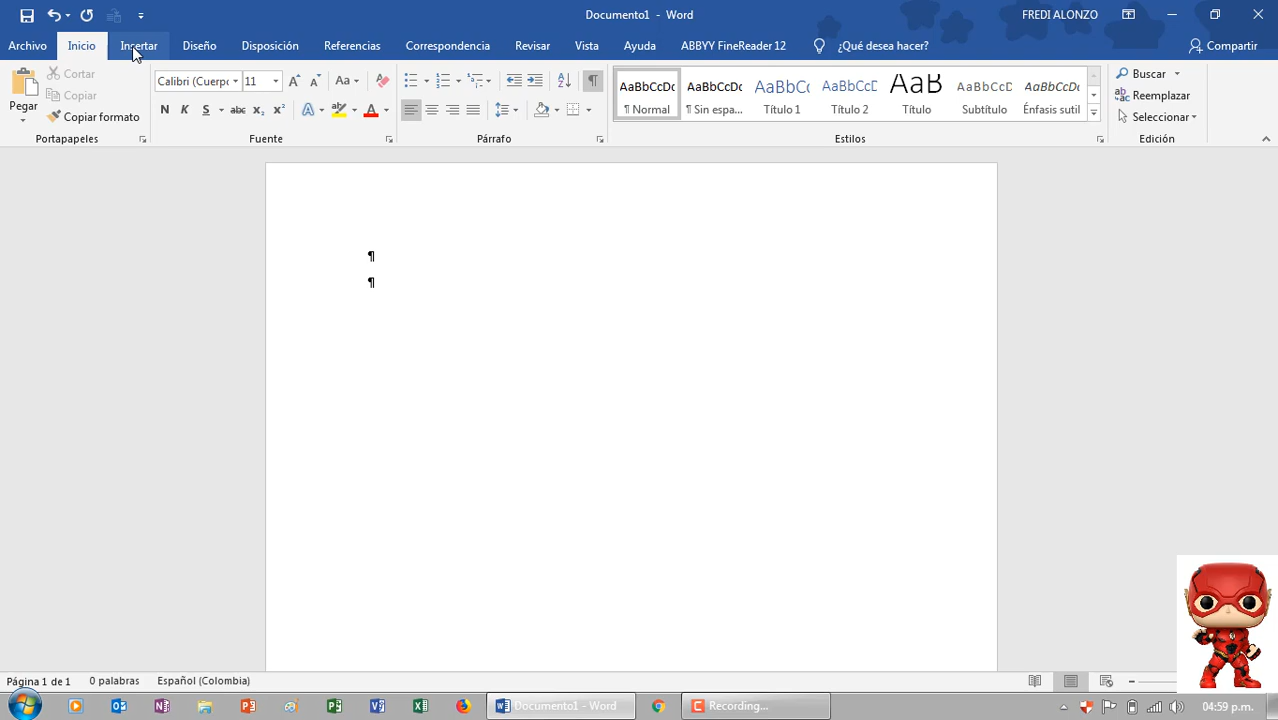 Documento1 - Word
FREDI ALONZO
Archivo Inicio Insertar Diseño Disposición Referencias Correspondencia Revisar Vista Ayuda ABBYY FineReader 12 ¿Qué desea hacer? Compartir
Pegar
Cortar
Copiar
Copiar formato
Portapapeles
Calibri (Cuerpo 11
Aa
N K S abc x₂ x²
A A
Fuente
Párrafo
AaBbCcDc AaBbCcDc AaBbCc AaBbCcD AaB AaBbCcD AaBbCcDc
¶ Normal ¶ Sin espa... Título 1 Título 2 Título Subtítulo Énfasis sutil
Estilos
Buscar
Reemplazar
Seleccionar
Edición
¶
¶
Página 1 de 1 0 palabras Español (Colombia)
Documento1 - Word Recording... 04:59 p.m.